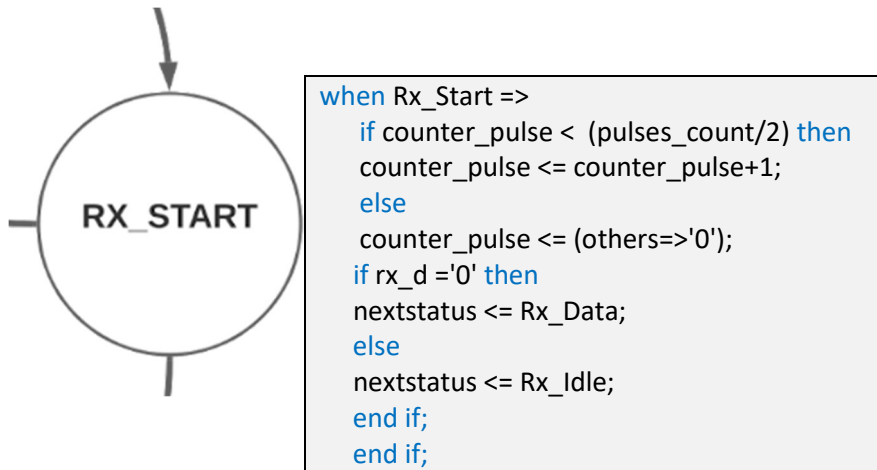 RX_START
when Rx_Start =>
if counter_pulse < (pulses_count/2) then
counter_pulse <= counter_pulse+1;
else
counter_pulse <= (others=>'0');
if rx_d ='0' then
nextstatus <= Rx_Data;
else
nextstatus <= Rx_Idle;
end if;
end if;